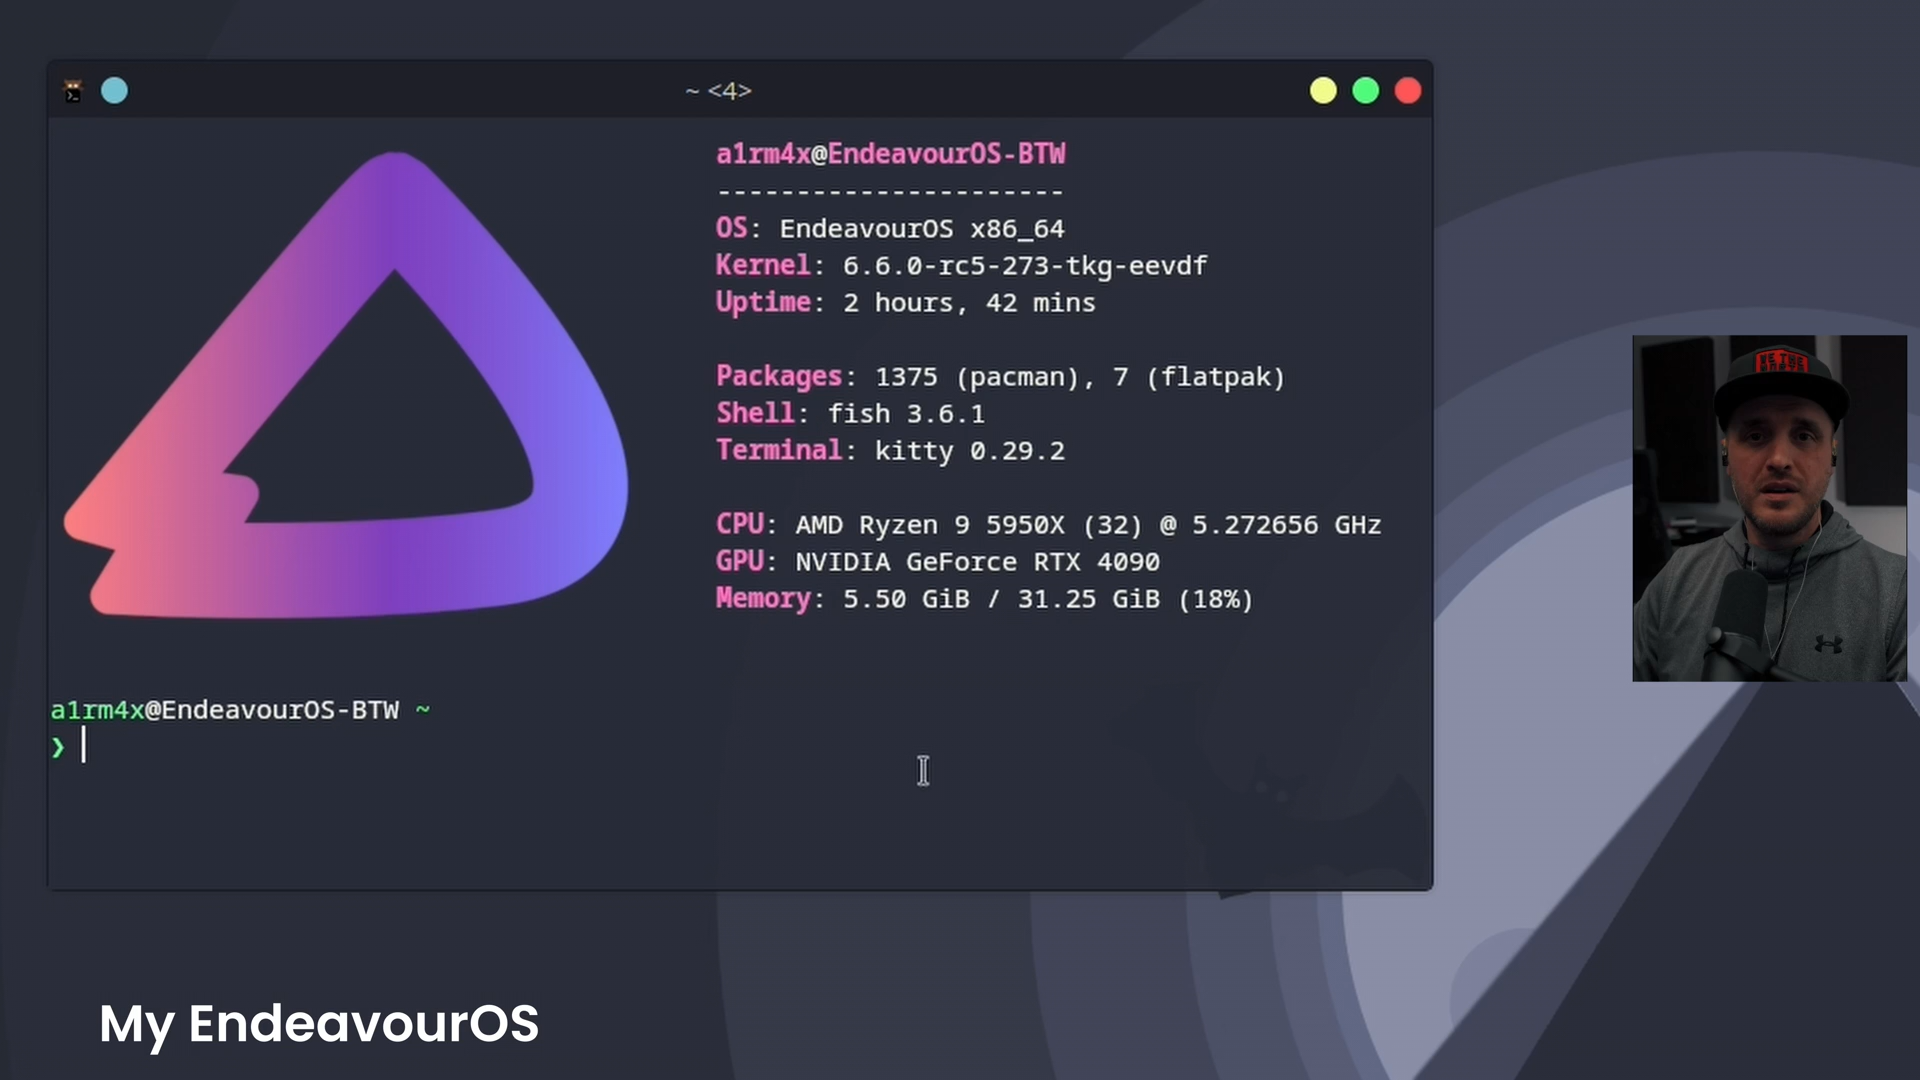 ~ <4>
a1rm4x@EndeavourOS-BTW
----------------------
OS: EndeavourOS x86_64
Kernel: 6.6.0-rc5-273-tkg-eevdf
Uptime: 2 hours, 42 mins
Packages: 1375 (pacman), 7 (flatpak)
Shell: fish 3.6.1
Terminal: kitty 0.29.2
CPU: AMD Ryzen 9 5950X (32) @ 5.272656 GHz
GPU: NVIDIA GeForce RTX 4090
Memory: 5.50 GiB / 31.25 GiB (18%)
a1rm4x@EndeavourOS-BTW ~
❯
My EndeavourOS